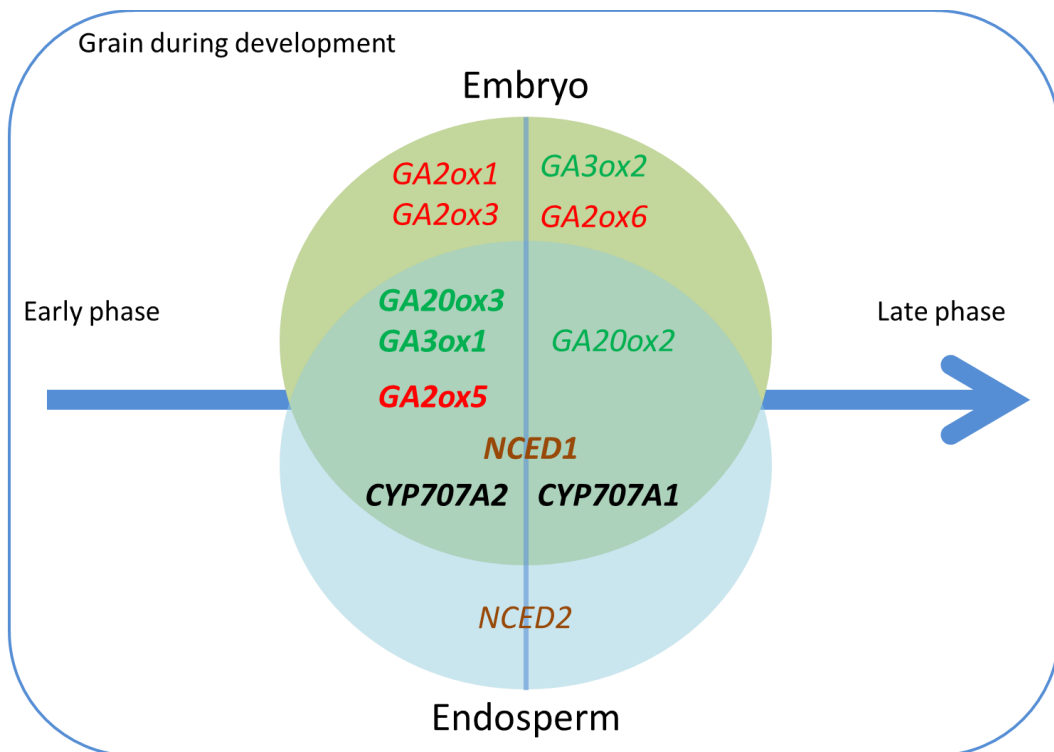 Grain during development
Embryo
GA2ox1
GA3ox2
GA2ox3
GA2ox6
GA20ox3
Early phase
Late phase
GA3ox1
GA20ox2
GA2ox5
NCED1
CYP707A2
CYP707A1
NCED2
Endosperm